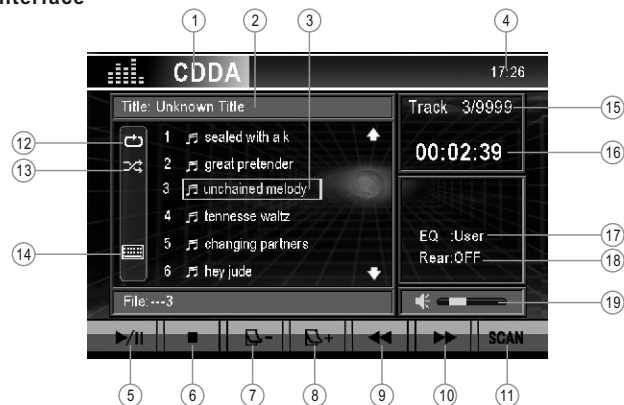 Interface
1 2 3 4
CDDA 17:26
Title: Unknown Title
Track 3/9999 15
12 1 sealed with a k
00:02:39 16
13 2 great pretender
3 unchained melody
4 tennesse waltz
EQ :User 17
14 5 changing partners
Rear:OFF 18
6 hey jude
File:---3
19
- + SCAN
5 6 7 8 9 10 11